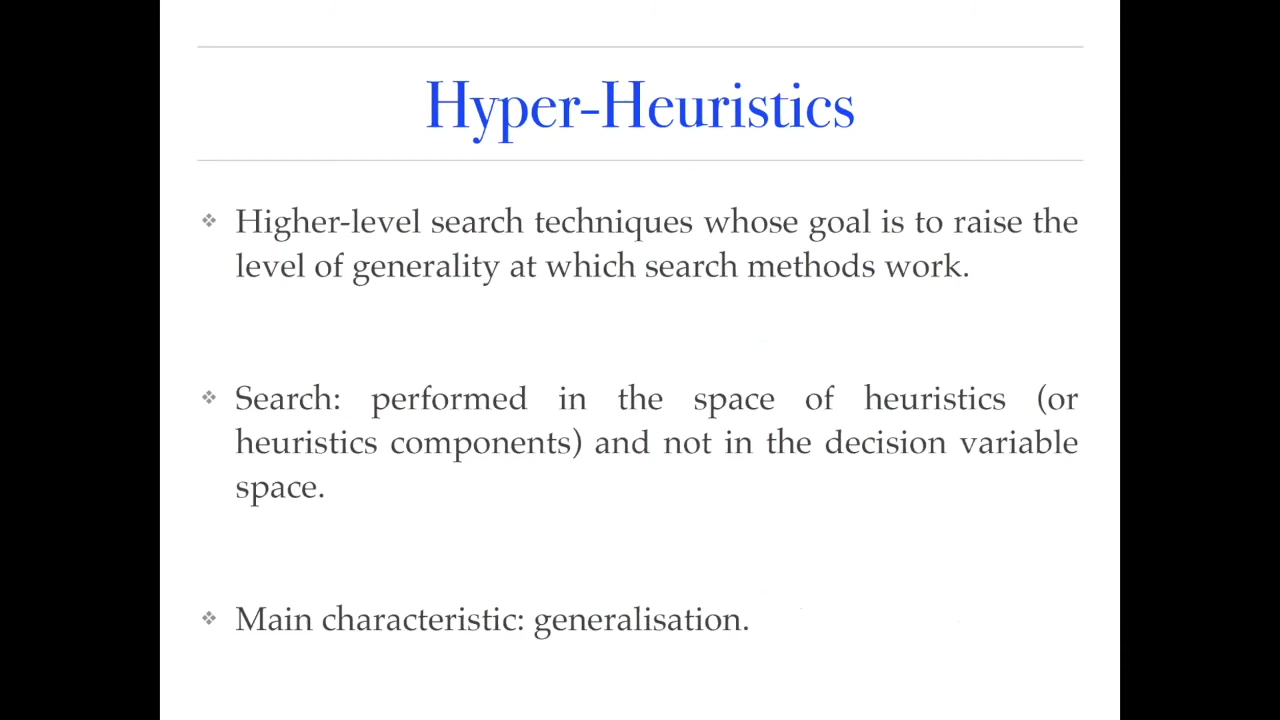 Hyper-Heuristics
❖ Higher-level search techniques whose goal is to raise the
level of generality at which search methods work.
❖ Search: performed in the space of heuristics (or
heuristics components) and not in the decision variable
space.
❖ Main characteristic: generalisation.